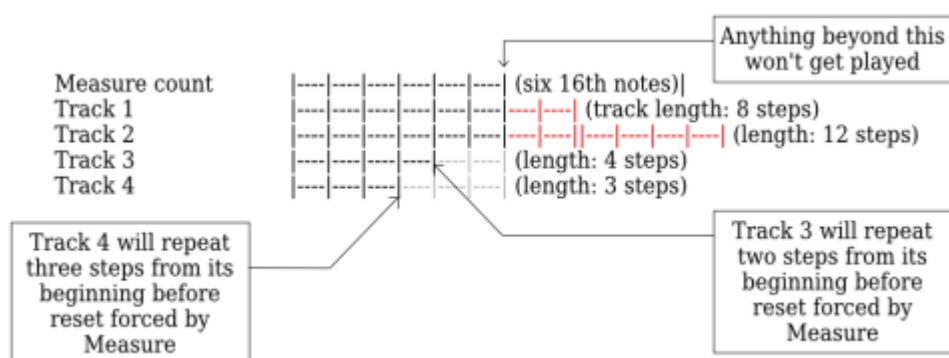 Anything beyond this
won't get played
Measure count |----|----|----|----|----|----| (six 16th notes)|
Track 1 |----|----|----|----|----|----|----|----| (track length: 8 steps)
Track 2 |----|----|----|----|----|----|----|----||----|----|----|----| (length: 12 steps)
Track 3 |----|----|----|----|----|----| (length: 4 steps)
Track 4 |----|----|----|----|----|----| (length: 3 steps)
Track 4 will repeat
three steps from its
beginning before
reset forced by
Measure
Track 3 will repeat
two steps from its
beginning before
reset forced by
Measure